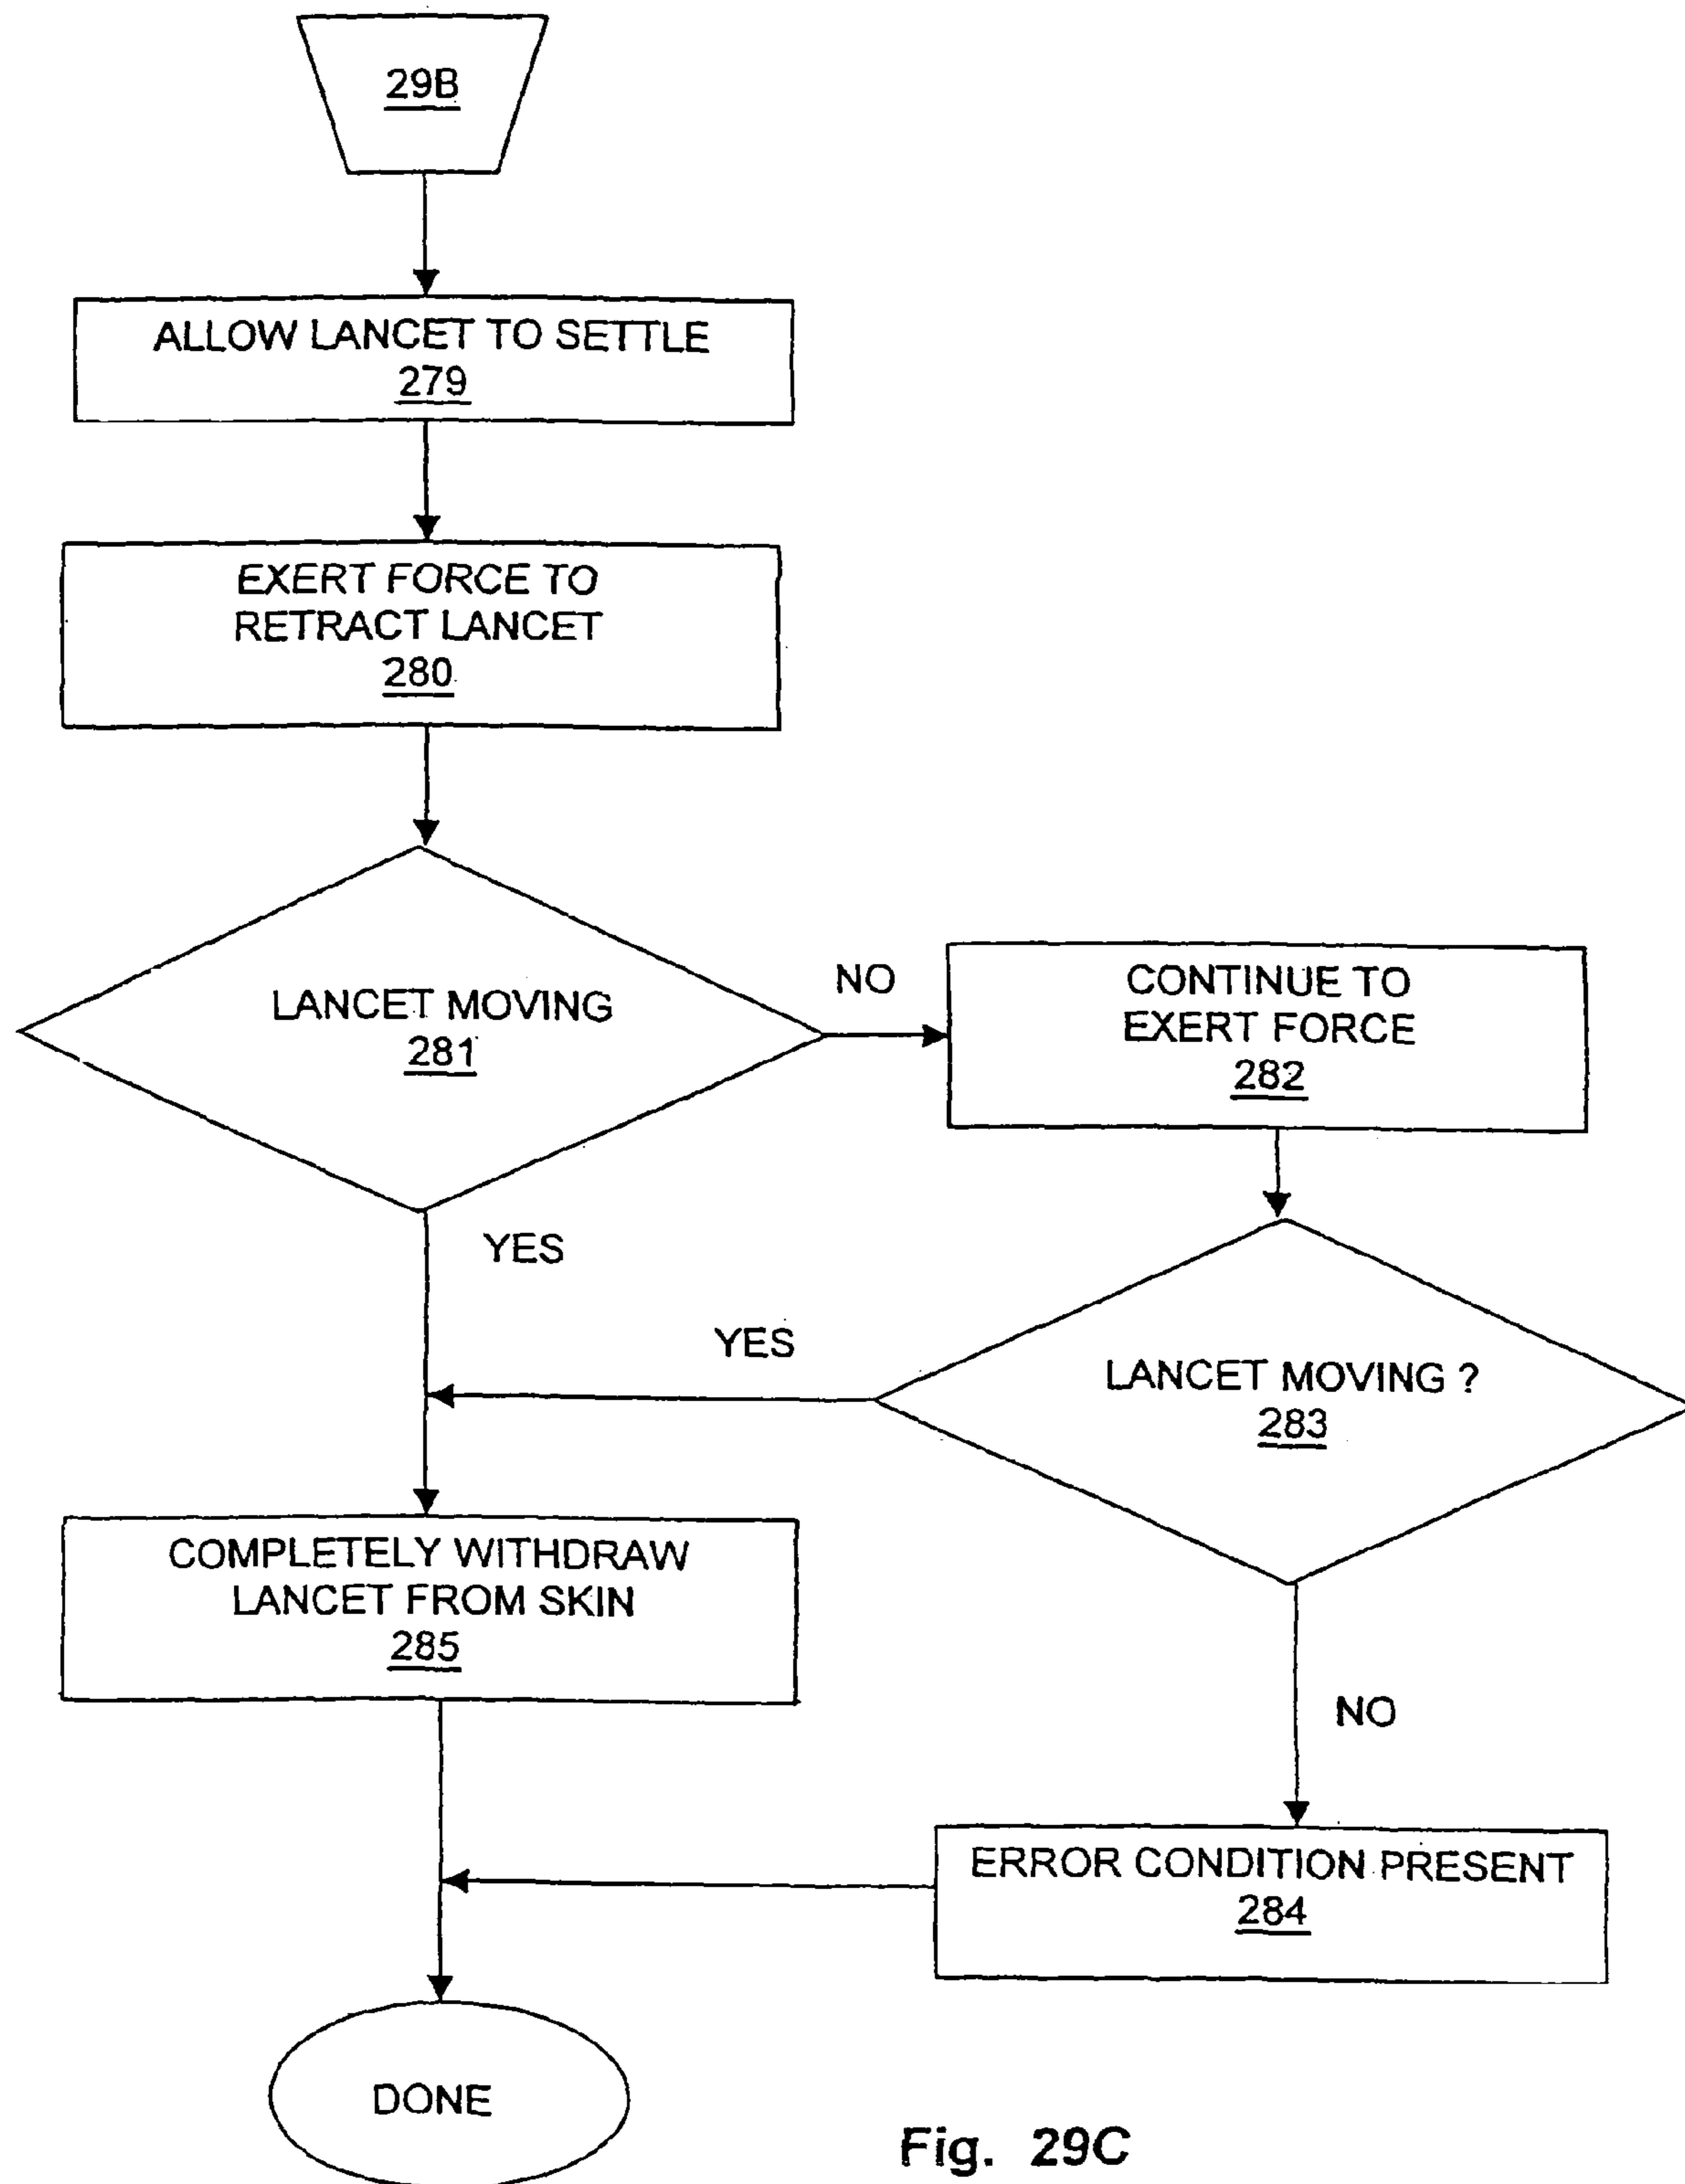 29B
ALLOW LANCET TO SETTLE
279
EXERT FORCE TO
RETRACT LANCET
280
LANCET MOVING
281
NO
CONTINUE TO
EXERT FORCE
282
YES
YES
LANCET MOVING ?
283
COMPLETELY WITHDRAW
LANCET FROM SKIN
285
NO
ERROR CONDITION PRESENT
284
DONE
Fig. 29C